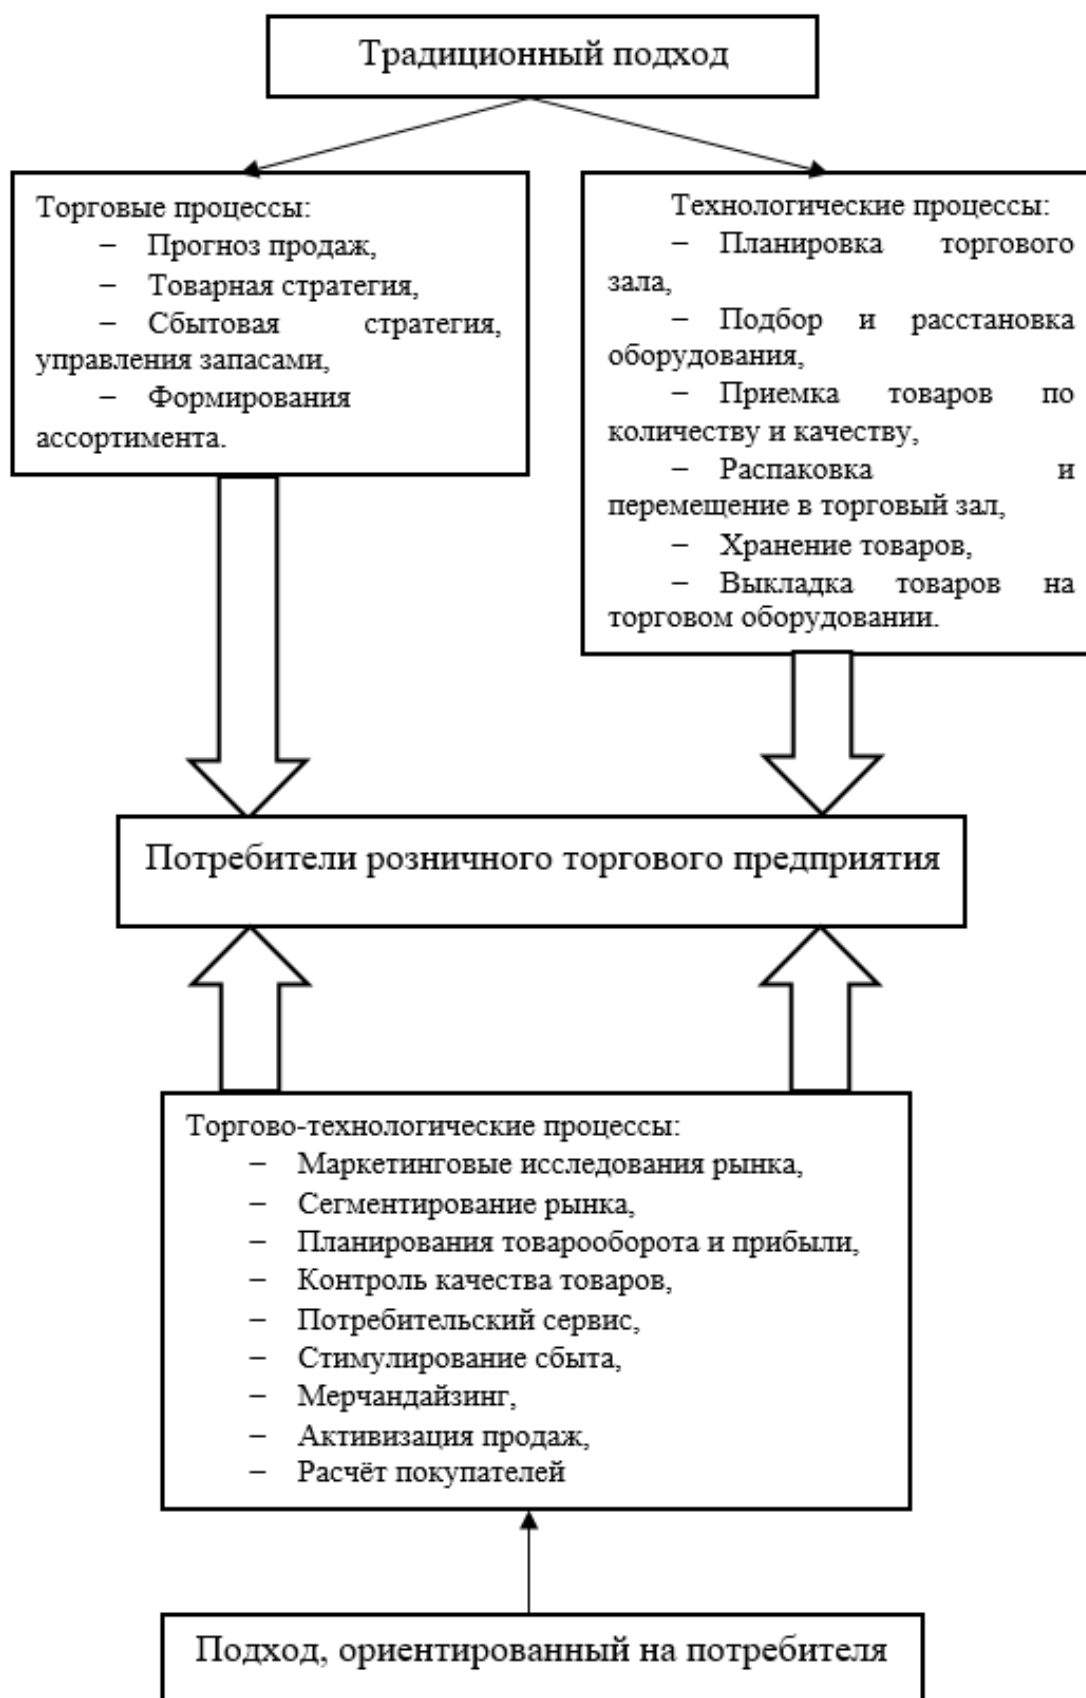 Традиционный подход
Торговые процессы:
– Прогноз продаж,
– Товарная стратегия,
– Сбытовая стратегия,
управления запасами,
– Формирования
ассортимента.
Технологические процессы:
– Планировка торгового
зала,
– Подбор и расстановка
оборудования,
– Приемка товаров по
количеству и качеству,
– Распаковка и
перемещение в торговый зал,
– Хранение товаров,
– Выкладка товаров на
торговом оборудовании.
Потребители розничного торгового предприятия
Торгово-технологические процессы:
– Маркетинговые исследования рынка,
– Сегментирование рынка,
– Планирования товарооборота и прибыли,
– Контроль качества товаров,
– Потребительский сервис,
– Стимулирование сбыта,
– Мерчандайзинг,
– Активизация продаж,
– Расчёт покупателей
Подход, ориентированный на потребителя